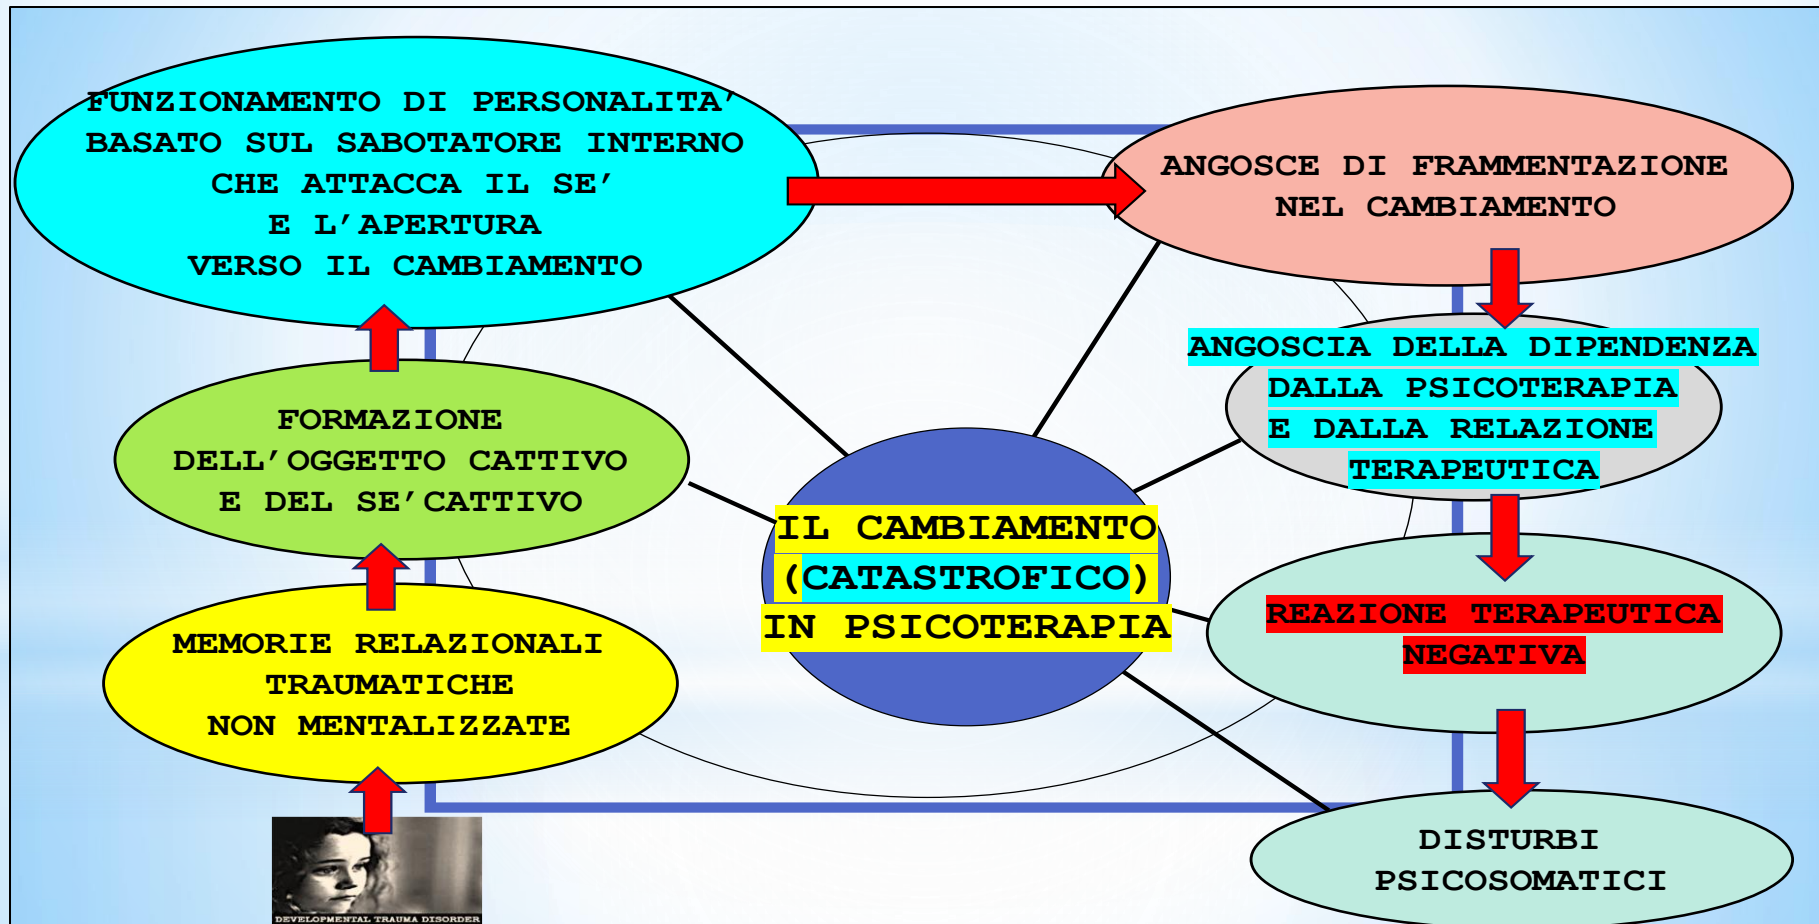 FUNZIONAMENTO DI PERSONALITA’
BASATO SUL SABOTATORE INTERNO
CHE ATTACCA IL SE’
E L’APERTURA
VERSO IL CAMBIAMENTO
ANGOSCE DI FRAMMENTAZIONE
NEL CAMBIAMENTO
ANGOSCIA DELLA DIPENDENZA
DALLA PSICOTERAPIA
E DALLA RELAZIONE
TERAPEUTICA
FORMAZIONE
DELL’OGGETTO CATTIVO
E DEL SE’CATTIVO
IL CAMBIAMENTO
(CATASTROFICO)
IN PSICOTERAPIA
REAZIONE TERAPEUTICA
NEGATIVA
MEMORIE RELAZIONALI
TRAUMATICHE
NON MENTALIZZATE
DISTURBI
PSICOSOMATICI
DEVELOPMENTAL TRAUMA DISORDER